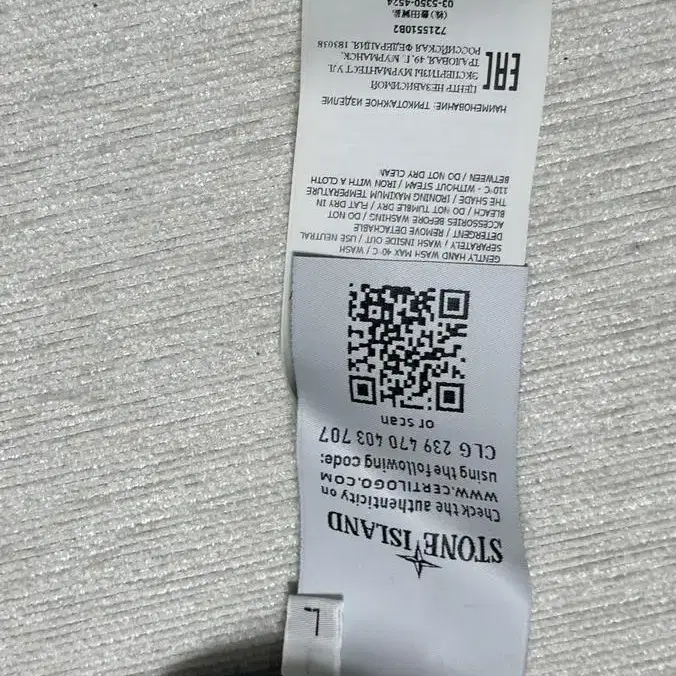 L
STONE ISLAND
Check the authenticity on
WWW.CERTILOGO.COM
using the following code:
CLG 239 470 403 707
or scan
GENTLY HAND WASH MAX 40°C / WASH
SEPARATELY / WASH INSIDE OUT / USE NEUTRAL
DETERGENT / REMOVE DETACHABLE
ACCESSORIES BEFORE WASHING / DO NOT
BLEACH / DO NOT TUMBLE DRY / FLAT DRY IN
THE SHADE / IRONING MAXIMUM TEMPERATURE
110°C - WITHOUT STEAM / IRON WITH A CLOTH
BETWEEN / DO NOT DRY CLEAN
НАИМЕНОВАНИЕ: ТРИКОТАЖНОЕ ИЗДЕЛИЕ
ЦЕНТР НЕЗАВИСИМОЙ
ЭКСПЕРТИЗЫ МУРМАНТЕСТ УЛ.
ТРАЛОВАЯ, 49, Г. МУРМАНСК,
РОССИЙСКАЯ ФЕДЕРАЦИЯ, 183038
EAC
7215510B2
03-5350-4524